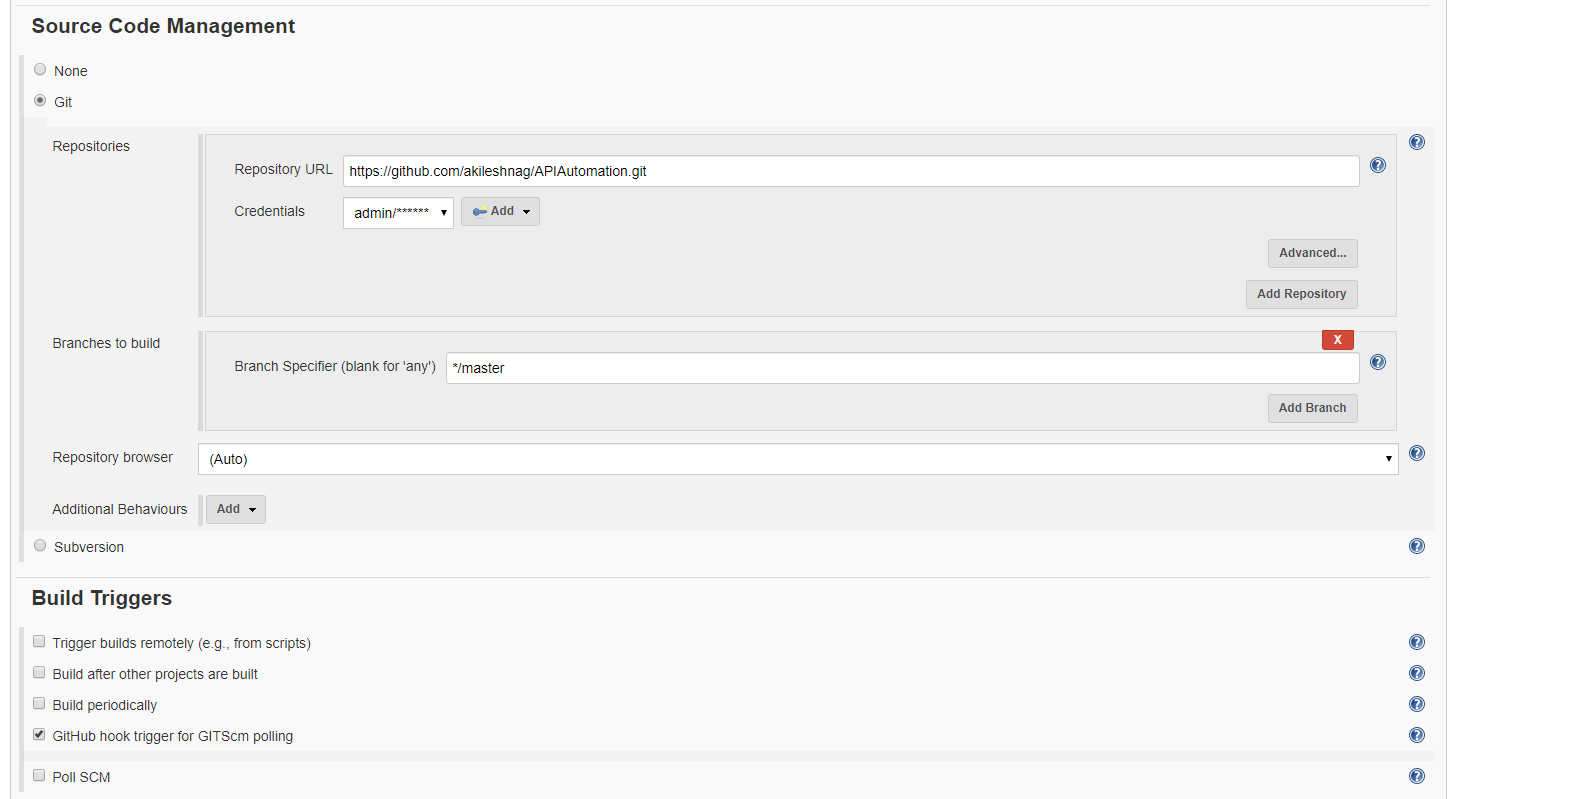 Source Code Management
None
Git
Repositories
Repository URL https://github.com/akileshnag/APIAutomation.git
Credentials admin/****** Add
Advanced...
Add Repository
Branches to build
X
Branch Specifier (blank for 'any') */master
Add Branch
Repository browser (Auto)
Additional Behaviours Add
Subversion
Build Triggers
Trigger builds remotely (e.g., from scripts)
Build after other projects are built
Build periodically
GitHub hook trigger for GITScm polling
Poll SCM